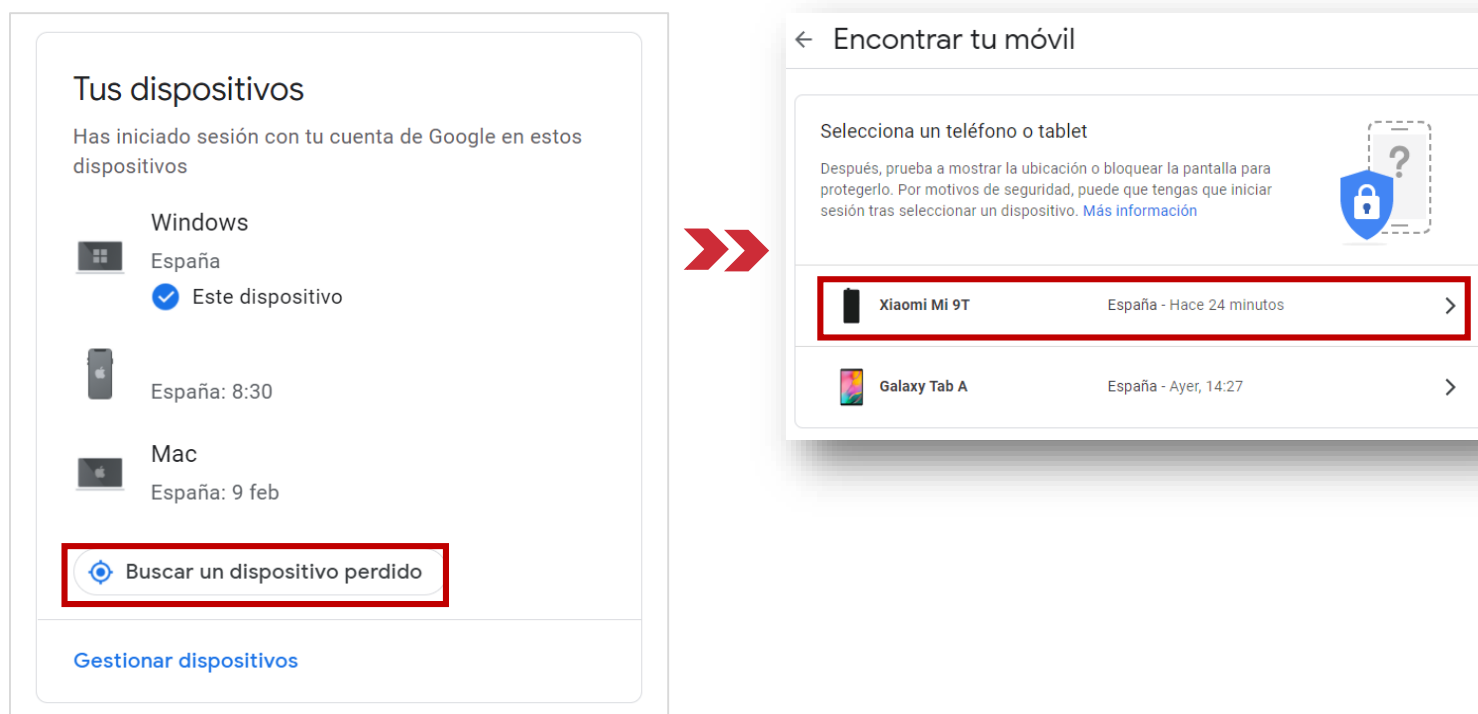 Tus dispositivos
Has iniciado sesión con tu cuenta de Google en estos
dispositivos
Windows
España
Este dispositivo
España: 8:30
Mac
España: 9 feb
Buscar un dispositivo perdido
Gestionar dispositivos
Encontrar tu móvil
Selecciona un teléfono o tablet
Después, prueba a mostrar la ubicación o bloquear la pantalla para
protegerlo. Por motivos de seguridad, puede que tengas que iniciar
sesión tras seleccionar un dispositivo. Más información
?
Xiaomi Mi 9T España - Hace 24 minutos
Galaxy Tab A España - Ayer, 14:27